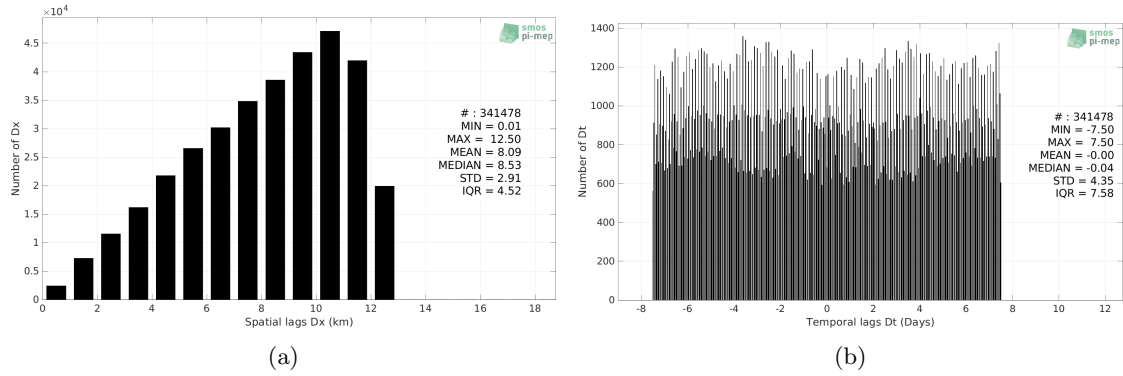 ×10⁴
4.5
4
3.5
3
2.5
2
1.5
1
0.5
0
0 2 4 6 8 10 12 14 16 18
Number of Dx
Spatial lags Dx (km)
smos
pi-mep
# : 341478
MIN = 0.01
MAX = 12.50
MEAN = 8.09
MEDIAN = 8.53
STD = 2.91
IQR = 4.52
(a)
1400
1200
1000
800
600
400
200
0
-8 -6 -4 -2 0 2 4 6 8 10 12
Number of Dt
Temporal lags Dt (Days)
smos
pi-mep
# : 341478
MIN = -7.50
MAX = 7.50
MEAN = -0.00
MEDIAN = -0.04
STD = 4.35
IQR = 7.58
(b)